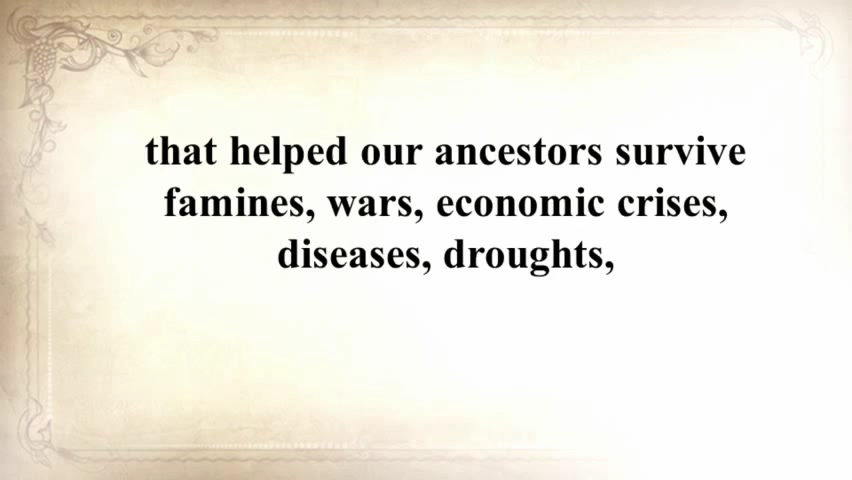 that helped our ancestors survive
famines, wars, economic crises,
diseases, droughts,